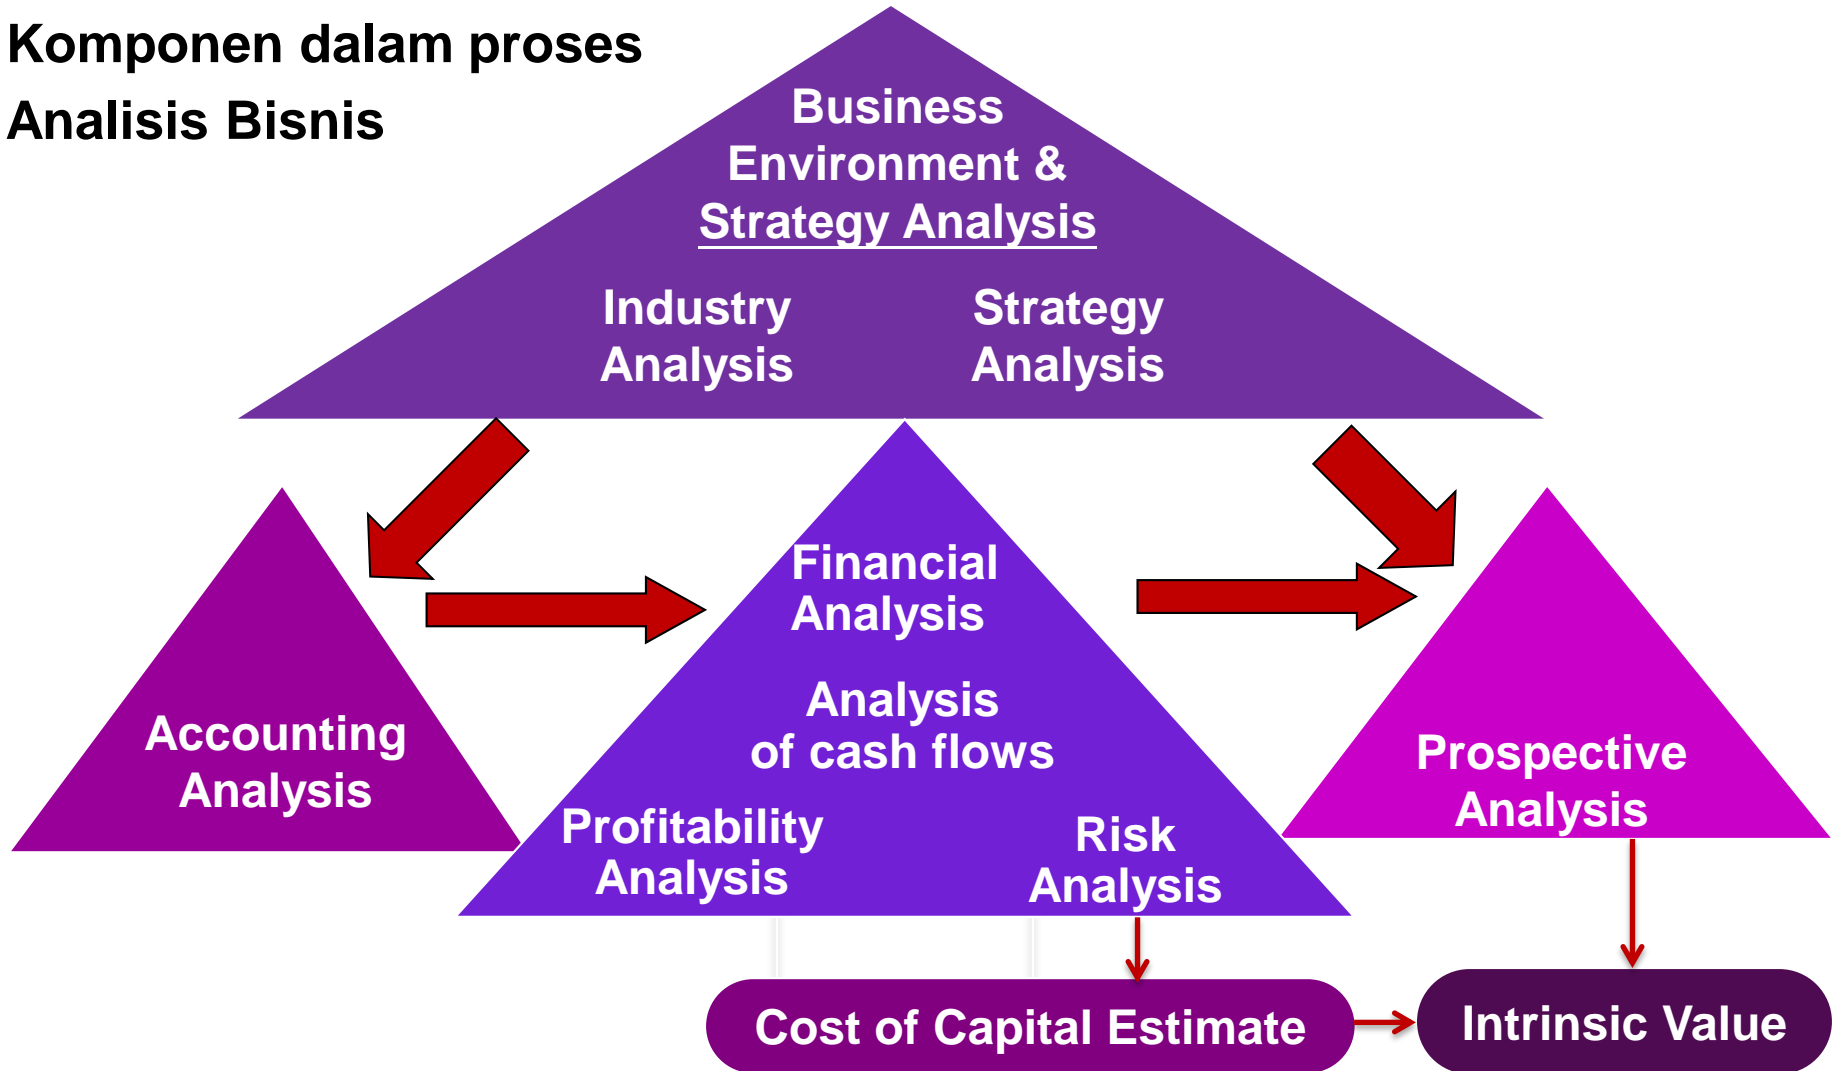 Komponen dalam proses
Analisis Bisnis
Business
Environment &
Strategy Analysis
Industry
Analysis
Strategy
Analysis
Financial
Analysis
Analysis
of cash flows
Profitability
Analysis
Risk
Analysis
Accounting
Analysis
Prospective
Analysis
Cost of Capital Estimate
Intrinsic Value